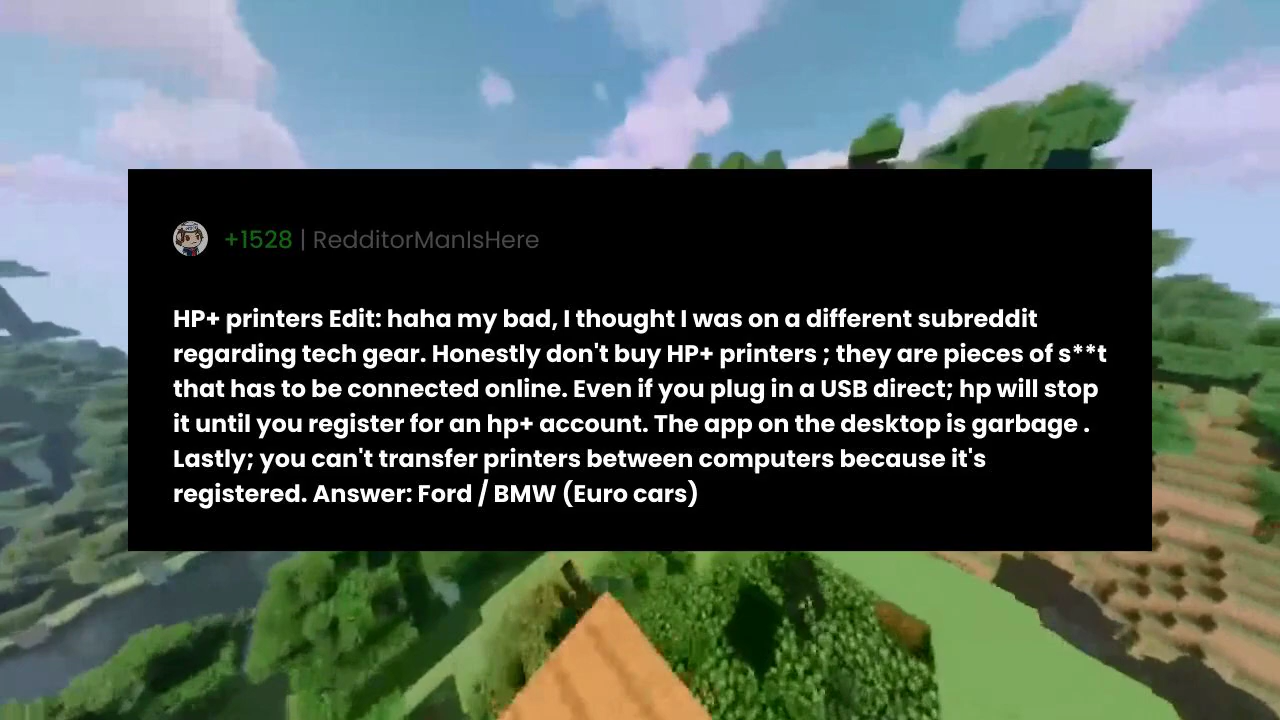 +1528 | RedditorManIsHere
HP+ printers Edit: haha my bad, I thought I was on a different subreddit
regarding tech gear. Honestly don't buy HP+ printers ; they are pieces of s**t
that has to be connected online. Even if you plug in a USB direct; hp will stop
it until you register for an hp+ account. The app on the desktop is garbage .
Lastly; you can't transfer printers between computers because it's
registered. Answer: Ford / BMW (Euro cars)